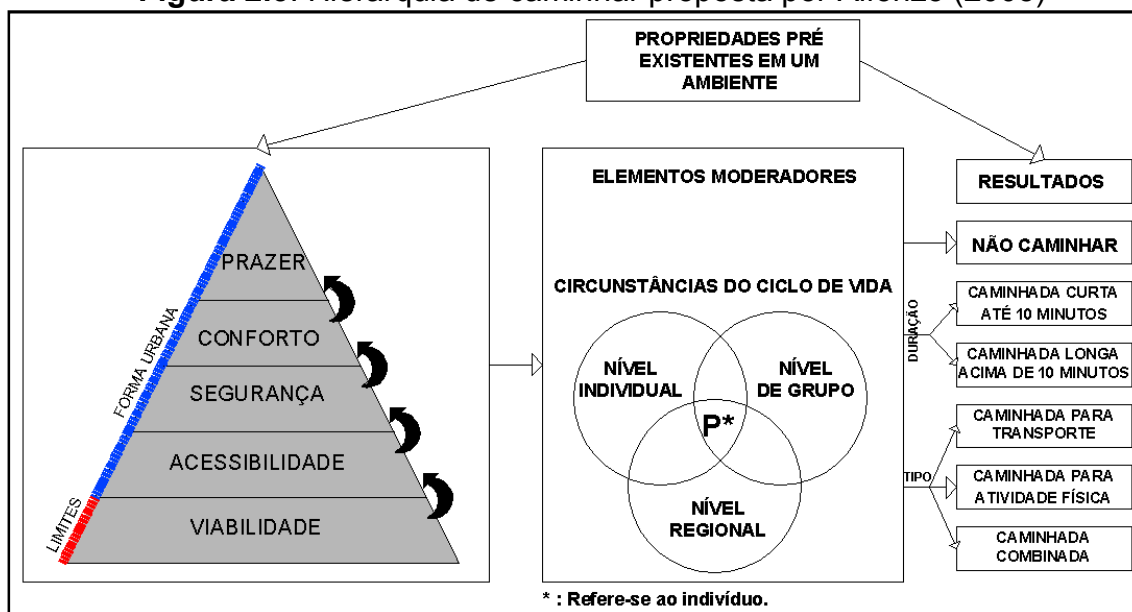 Figura 2.3: Hierarquia do caminhar proposta por Alfonzo (2005)
PROPRIEDADES PRÉ
EXISTENTES EM UM
AMBIENTE
PRAZER
CONFORTO
SEGURANÇA
ACESSIBILIDADE
VIABILIDADE
FORMA URBANA
LIMITES
ELEMENTOS MODERADORES
CIRCUNSTÂNCIAS DO CICLO DE VIDA
NÍVEL
INDIVIDUAL
NÍVEL
DE GRUPO
P*
NÍVEL
REGIONAL
* : Refere-se ao indivíduo.
RESULTADOS
NÃO CAMINHAR
DURAÇÃO
CAMINHADA CURTA
ATÉ 10 MINUTOS
CAMINHADA LONGA
ACIMA DE 10 MINUTOS
TIPO
CAMINHADA PARA
TRANSPORTE
CAMINHADA PARA
ATIVIDADE FÍSICA
CAMINHADA
COMBINADA